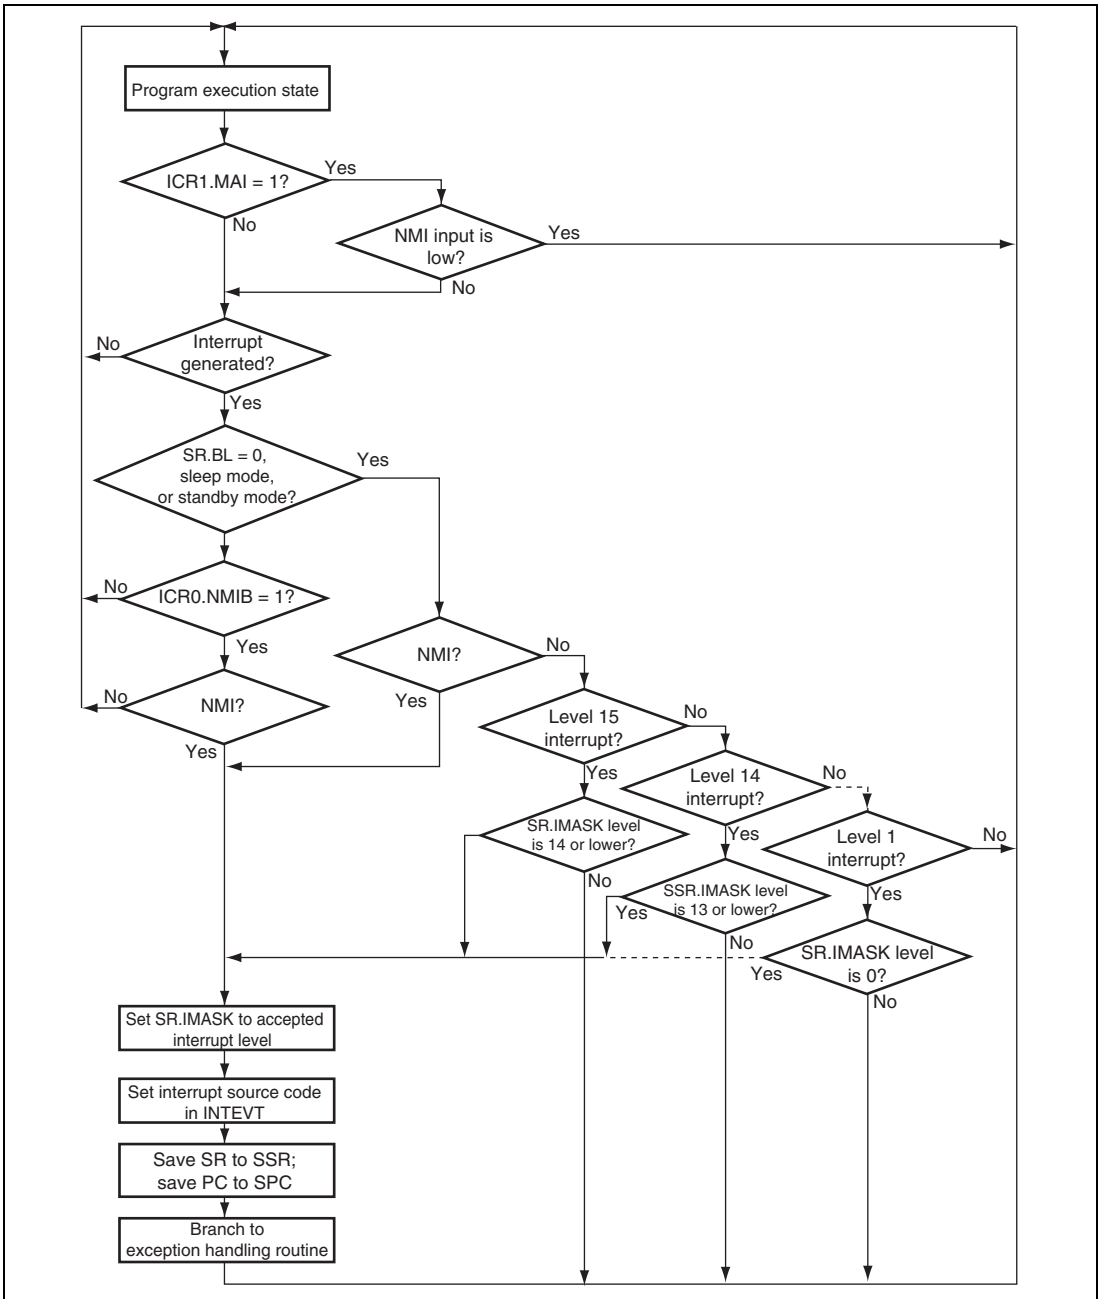 Program execution state
ICR1.MAI = 1?
Yes
No
NMI input is
low?
Yes
No
Interrupt
generated?
No
Yes
SR.BL = 0,
sleep mode,
or standby mode?
Yes
ICR0.NMIB = 1?
No
Yes
NMI?
No
Yes
NMI?
No
Yes
Level 15
interrupt?
No
Yes
Level 14
interrupt?
No
Yes
Level 1
interrupt?
No
Yes
SR.IMASK level
is 14 or lower?
No
SSR.IMASK level
is 13 or lower?
Yes
No
SR.IMASK level
is 0?
Yes
No
Set SR.IMASK to accepted
interrupt level
Set interrupt source code
in INTEVT
Save SR to SSR;
save PC to SPC
Branch to
exception handling routine